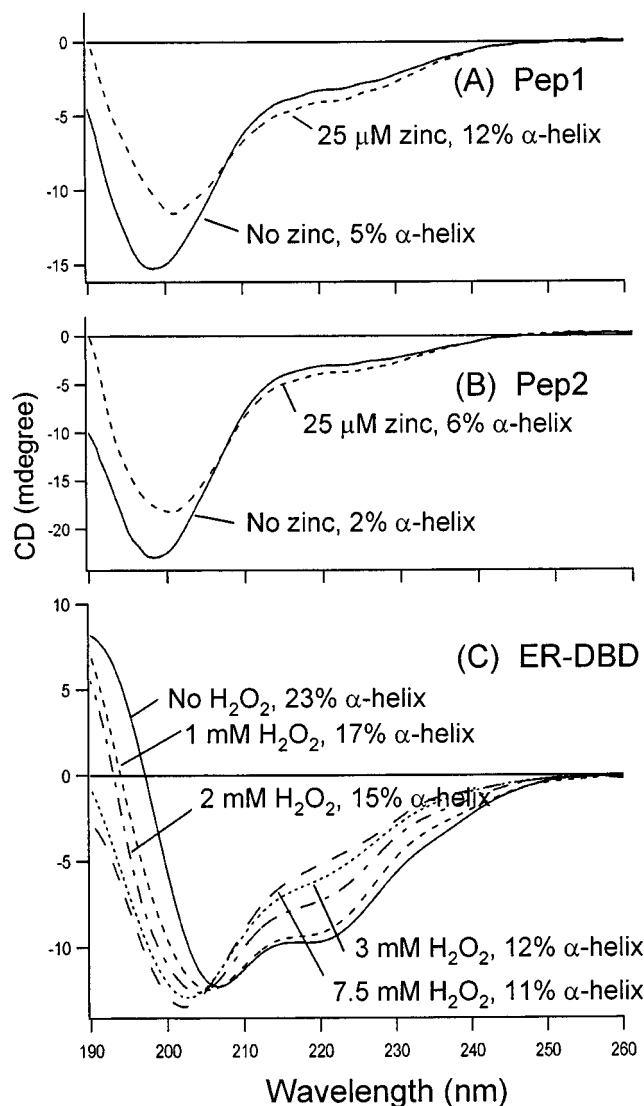 0
-5
-10
-15
(A) Pep1
25 μM zinc, 12% α-helix
No zinc, 5% α-helix
0
-5
-10
-15
-20
(B) Pep2
25 μM zinc, 6% α-helix
No zinc, 2% α-helix
CD (mdegree)
10
5
0
-5
-10
(C) ER-DBD
No H₂O₂, 23% α-helix
1 mM H₂O₂, 17% α-helix
2 mM H₂O₂, 15% α-helix
3 mM H₂O₂, 12% α-helix
7.5 mM H₂O₂, 11% α-helix
190 200 210 220 230 240 250 260
Wavelength (nm)